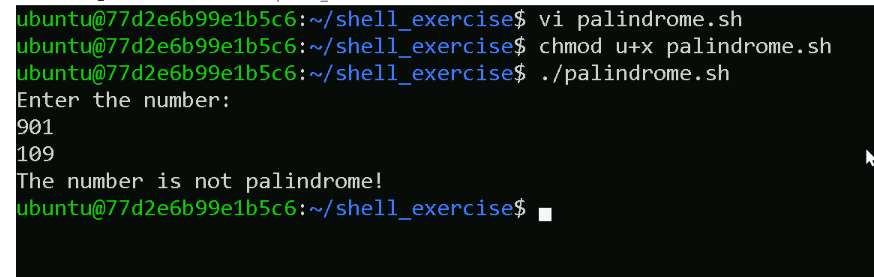 ubuntu@77d2e6b99e1b5c6:~/shell_exercise$ vi palindrome.sh
ubuntu@77d2e6b99e1b5c6:~/shell_exercise$ chmod u+x palindrome.sh
ubuntu@77d2e6b99e1b5c6:~/shell_exercise$ ./palindrome.sh
Enter the number:
901
109
The number is not palindrome!
ubuntu@77d2e6b99e1b5c6:~/shell_exercise$